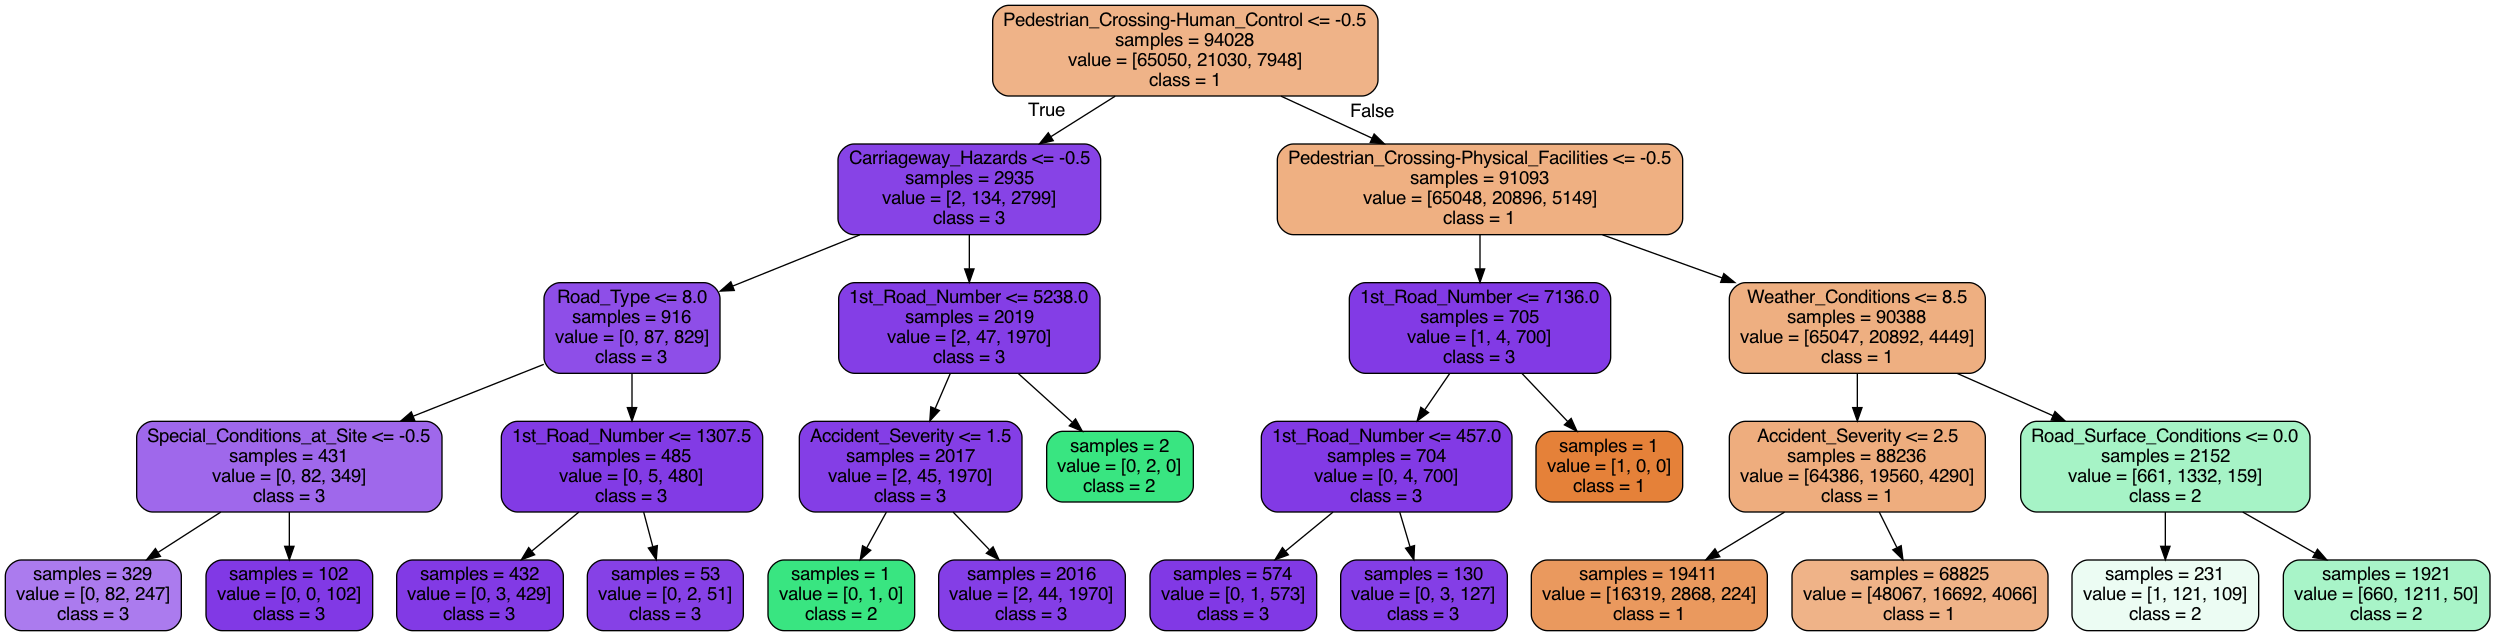 Pedestrian_Crossing-Human_Control <= -0.5
samples = 94028
value = [65050, 21030, 7948]
class = 1
True
False
Carriageway_Hazards <= -0.5
samples = 2935
value = [2, 134, 2799]
class = 3
Pedestrian_Crossing-Physical_Facilities <= -0.5
samples = 91093
value = [65048, 20896, 5149]
class = 1
Road_Type <= 8.0
samples = 916
value = [0, 87, 829]
class = 3
1st_Road_Number <= 5238.0
samples = 2019
value = [2, 47, 1970]
class = 3
1st_Road_Number <= 7136.0
samples = 705
value = [1, 4, 700]
class = 3
Weather_Conditions <= 8.5
samples = 90388
value = [65047, 20892, 4449]
class = 1
Special_Conditions_at_Site <= -0.5
samples = 431
value = [0, 82, 349]
class = 3
1st_Road_Number <= 1307.5
samples = 485
value = [0, 5, 480]
class = 3
Accident_Severity <= 1.5
samples = 2017
value = [2, 45, 1970]
class = 3
samples = 2
value = [0, 2, 0]
class = 2
1st_Road_Number <= 457.0
samples = 704
value = [0, 4, 700]
class = 3
samples = 1
value = [1, 0, 0]
class = 1
Accident_Severity <= 2.5
samples = 88236
value = [64386, 19560, 4290]
class = 1
Road_Surface_Conditions <= 0.0
samples = 2152
value = [661, 1332, 159]
class = 2
samples = 329
value = [0, 82, 247]
class = 3
samples = 102
value = [0, 0, 102]
class = 3
samples = 432
value = [0, 3, 429]
class = 3
samples = 53
value = [0, 2, 51]
class = 3
samples = 1
value = [0, 1, 0]
class = 2
samples = 2016
value = [2, 44, 1970]
class = 3
samples = 574
value = [0, 1, 573]
class = 3
samples = 130
value = [0, 3, 127]
class = 3
samples = 19411
value = [16319, 2868, 224]
class = 1
samples = 68825
value = [48067, 16692, 4066]
class = 1
samples = 231
value = [1, 121, 109]
class = 2
samples = 1921
value = [660, 1211, 50]
class = 2